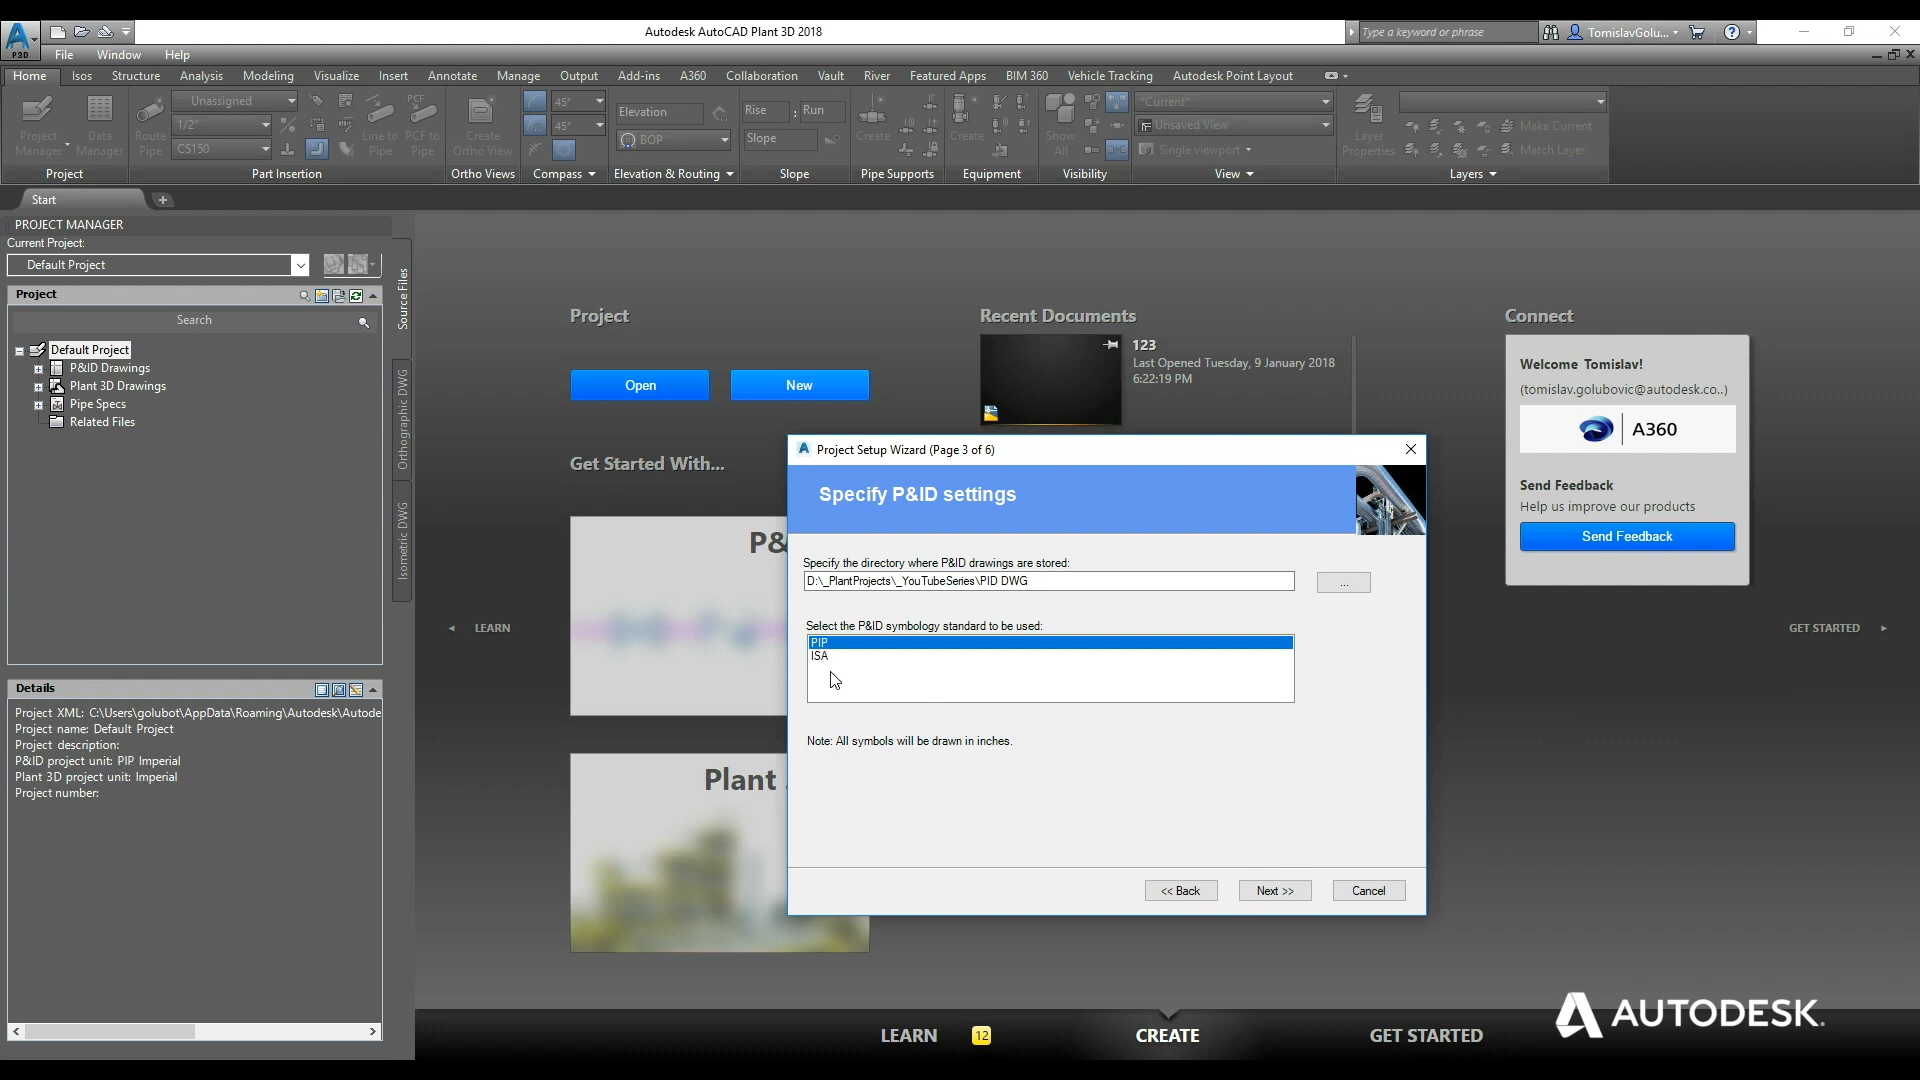 Autodesk AutoCAD Plant 3D 2018
Type a keyword or phrase
TomislavGolu...
P3D
File Window Help
Home Isos Structure Analysis Modeling Visualize Insert Annotate Manage Output Add-ins A360 Collaboration Vault River Featured Apps BIM 360 Vehicle Tracking Autodesk Point Layout
Project Manager
Data Manager
Project
Route Pipe
Unassigned
1/2"
CS150
Line to Pipe
PCF
PCF to Pipe
Part Insertion
Create Ortho View
Ortho Views
45°
45°
Compass
Elevation
BOP
Elevation & Routing
Rise : Run
Slope
Slope
Create
Pipe Supports
Create
Equipment
Show All
Visibility
"Current"
Unsaved View
Single viewport
View
Layer Properties
Make Current
Match Layer
Layers
Start
PROJECT MANAGER
Current Project:
Default Project
Project
Search
Default Project
P&ID Drawings
Plant 3D Drawings
Pipe Specs
Related Files
Source Files
Orthographic DWG
Isometric DWG
Details
Project XML: C:\Users\golubot\AppData\Roaming\Autodesk\Autode
Project name: Default Project
Project description:
P&ID project unit: PIP Imperial
Plant 3D project unit: Imperial
Project number:
Project
Open
New
Get Started With...
P&
Plant
LEARN
Recent Documents
123
Last Opened Tuesday, 9 January 2018
6:22:19 PM
Connect
Welcome Tomislav!
(tomislav.golubovic@autodesk.co..)
A360
Send Feedback
Help us improve our products
Send Feedback
GET STARTED
Project Setup Wizard (Page 3 of 6)
Specify P&ID settings
Specify the directory where P&ID drawings are stored:
D:\_PlantProjects\_YouTubeSeries\PID DWG
...
Select the P&ID symbology standard to be used:
PIP
ISA
Note: All symbols will be drawn in inches.
<< Back
Next >>
Cancel
LEARN 12 CREATE GET STARTED
AUTODESK.